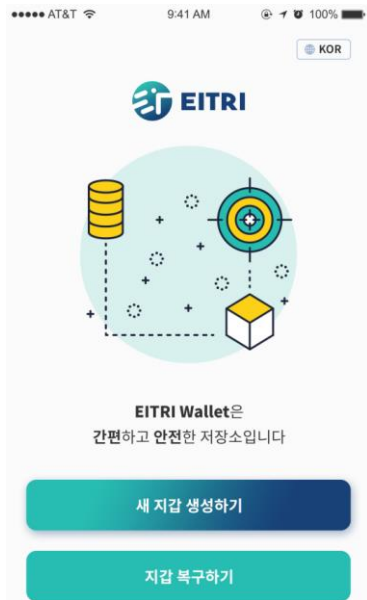 AT&T 9:41 AM 100%
KOR
EITRI
EITRI Wallet은
간편하고 안전한 저장소입니다
새 지갑 생성하기
지갑 복구하기